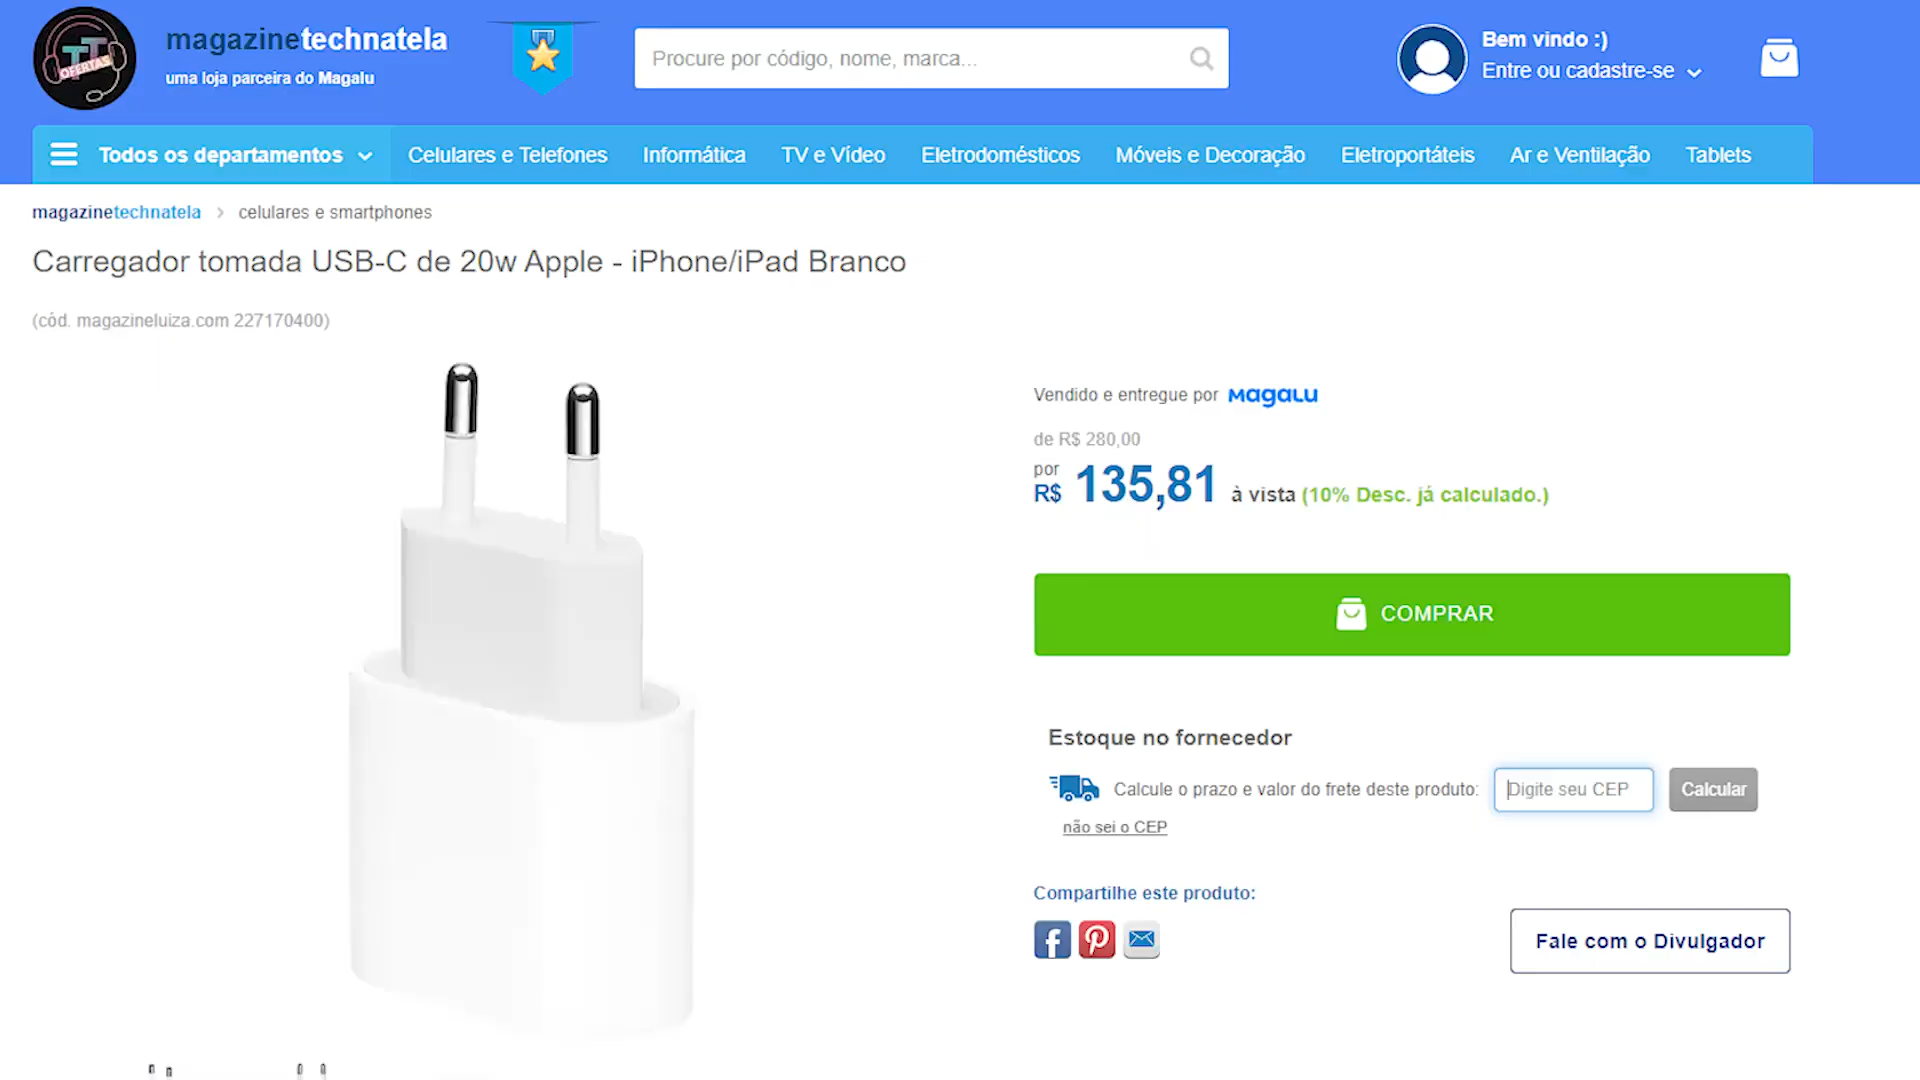 TT
OFERTAS
magazinetechnatela
uma loja parceira do Magalu
Procure por código, nome, marca...
Bem vindo :)
Entre ou cadastre-se
Todos os departamentos
Celulares e Telefones
Informática
TV e Vídeo
Eletrodomésticos
Móveis e Decoração
Eletroportáteis
Ar e Ventilação
Tablets
magazinetechnatela > celulares e smartphones
Carregador tomada USB-C de 20w Apple - iPhone/iPad Branco
(cód. magazineluiza.com 227170400)
Vendido e entregue por Magalu
de R$ 280,00
por
R$ 135,81 à vista (10% Desc. já calculado.)
COMPRAR
Estoque no fornecedor
Calcule o prazo e valor do frete deste produto:
Digite seu CEP
Calcular
não sei o CEP
Compartilhe este produto:
Fale com o Divulgador